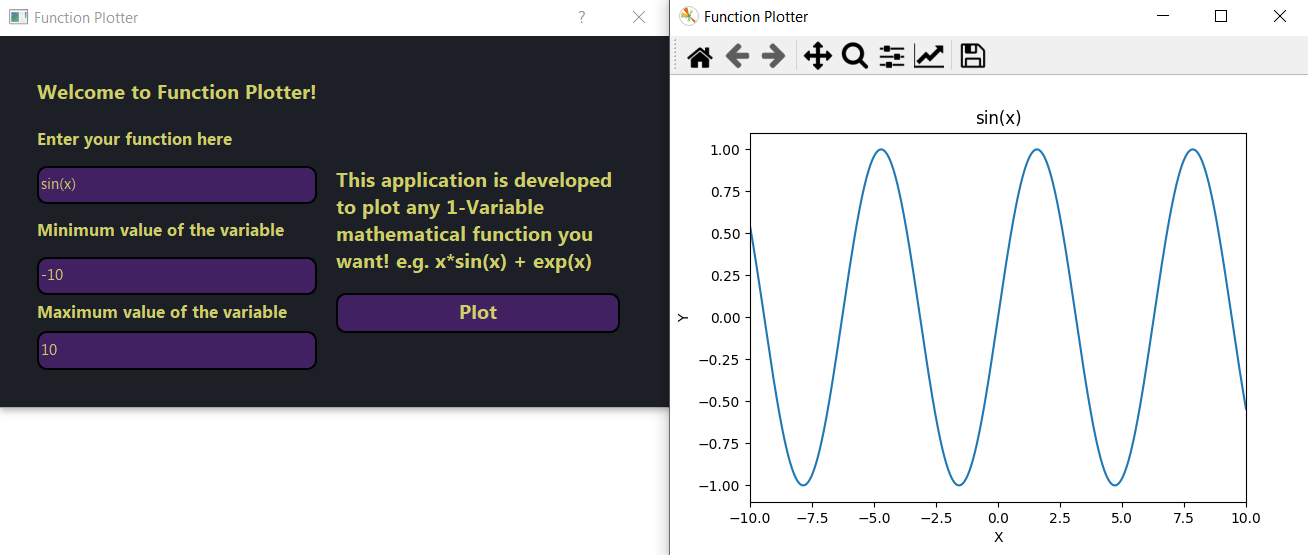 Function Plotter
?
Welcome to Function Plotter!
Enter your function here
sin(x)
Minimum value of the variable
-10
Maximum value of the variable
10
This application is developed
to plot any 1-Variable
mathematical function you
want! e.g. x*sin(x) + exp(x)
Plot
Function Plotter
sin(x)
1.00
0.75
0.50
0.25
0.00
−0.25
−0.50
−0.75
−1.00
Y
−10.0 −7.5 −5.0 −2.5 0.0 2.5 5.0 7.5 10.0
X